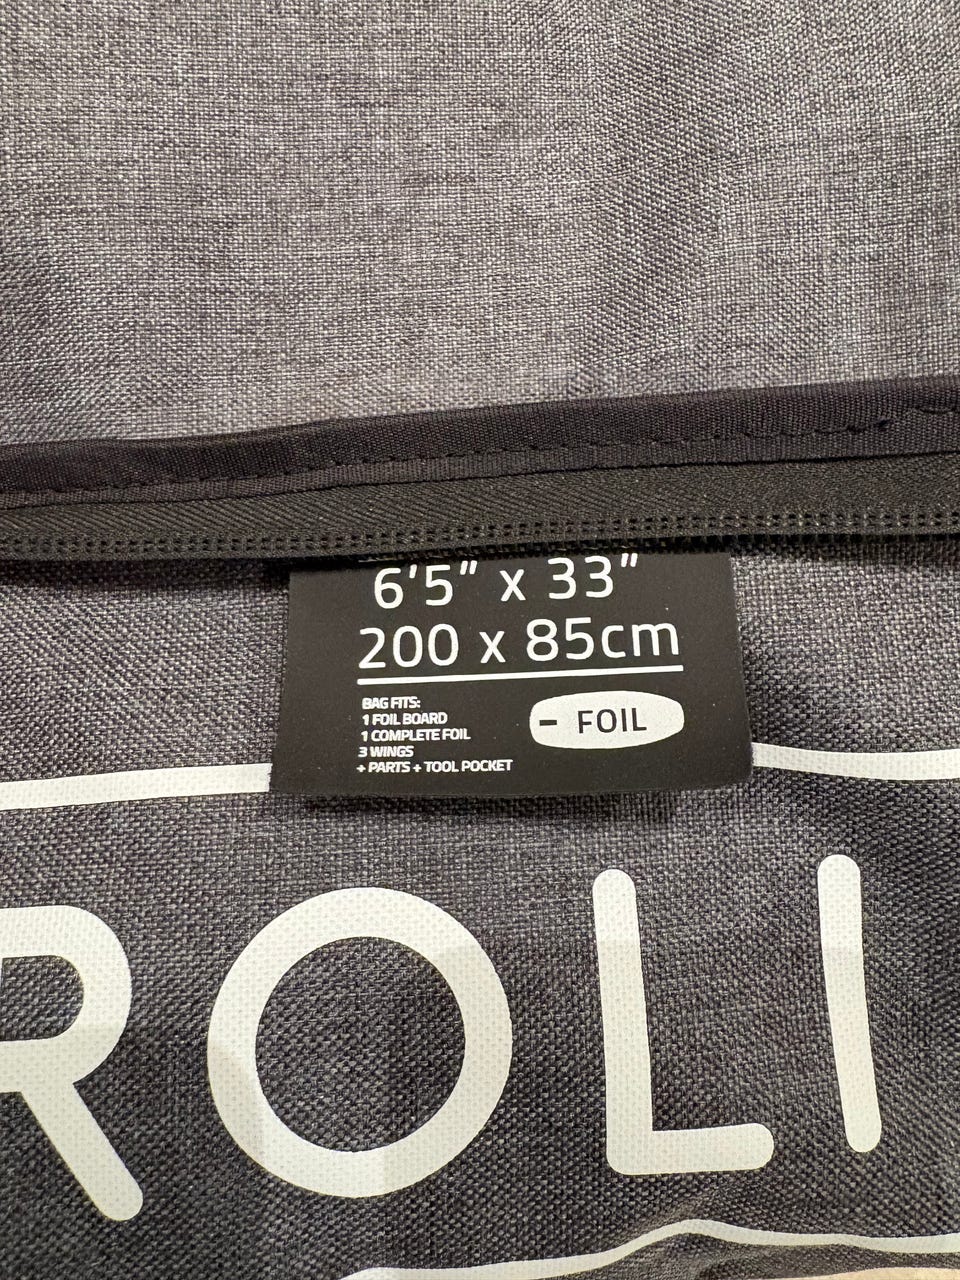 6'5" x 33"
200 x 85cm
BAG FITS:
1 FOIL BOARD
1 COMPLETE FOIL
3 WINGS
+ PARTS + TOOL POCKET
- FOIL
ROLI